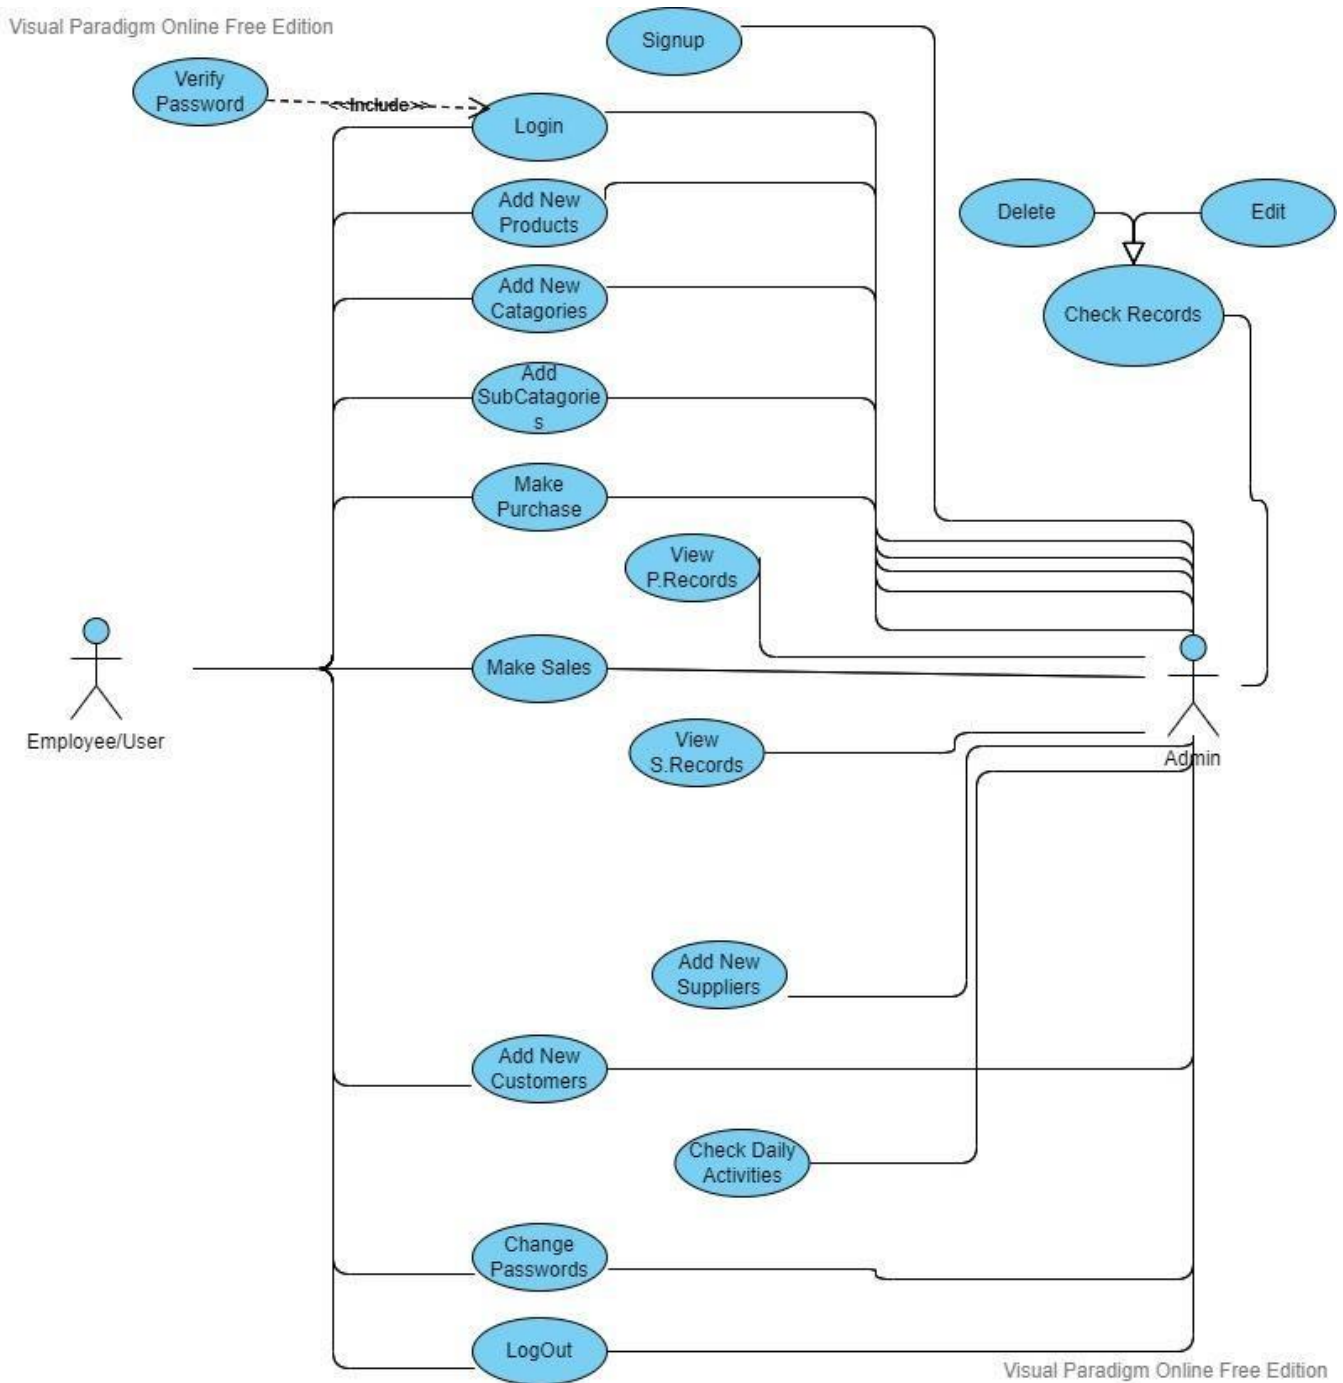 Visual Paradigm Online Free Edition
Signup
Verify
Password
<<Include>>
Login
Add New
Products
Delete
Edit
Add New
Catagories
Check Records
Add
SubCatagorie
s
Make
Purchase
View
P.Records
Make Sales
Employee/User
View
S.Records
Admin
Add New
Suppliers
Add New
Customers
Check Daily
Activities
Change
Passwords
LogOut
Visual Paradigm Online Free Edition